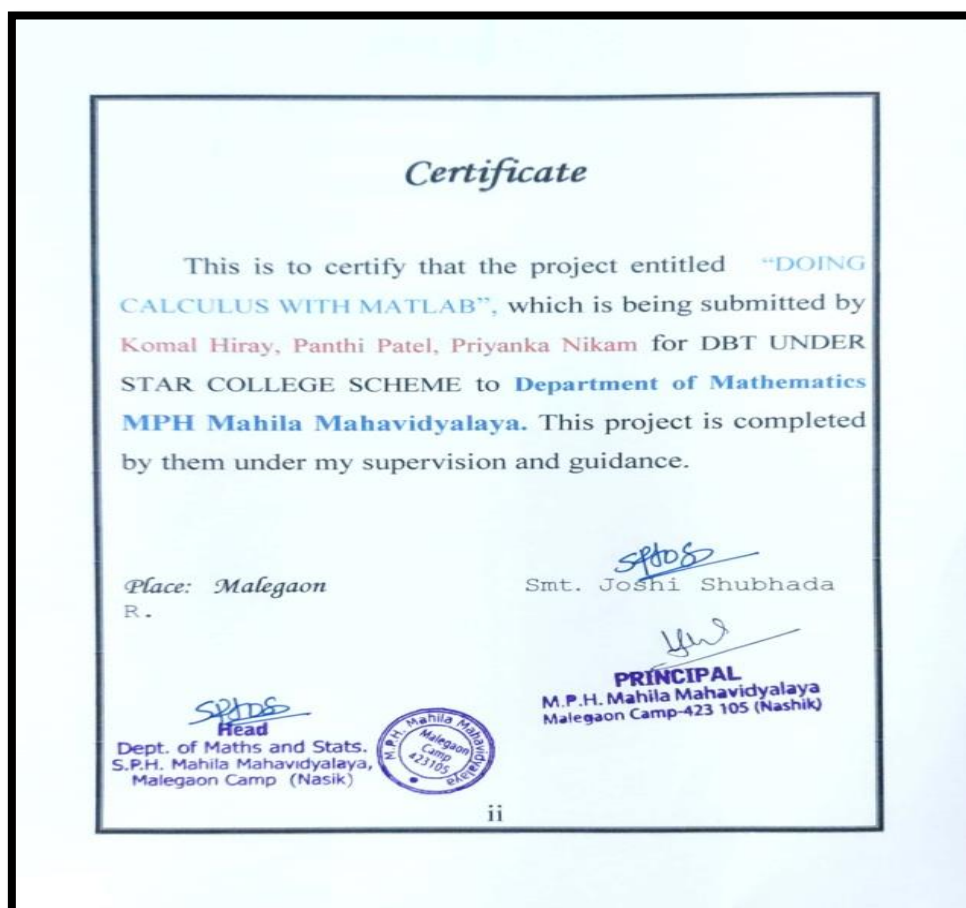 Certificate
This is to certify that the project entitled "DOING
CALCULUS WITH MATLAB", which is being submitted by
Komal Hiray, Panthi Patel, Priyanka Nikam for DBT UNDER
STAR COLLEGE SCHEME to Department of Mathematics
MPH Mahila Mahavidyalaya. This project is completed
by them under my supervision and guidance.
Place: Malegaon
Smt. Joshi Shubhada
R.
PRINCIPAL
M.P.H. Mahila Mahavidyalaya
Malegaon Camp-423 105 (Nashik)
Head
Dept. of Maths and Stats.
S.P.H. Mahila Mahavidyalaya,
Malegaon Camp (Nasik)
M.P.H. Mahila Mahavidyalaya
Malegaon
Camp
423105
ii